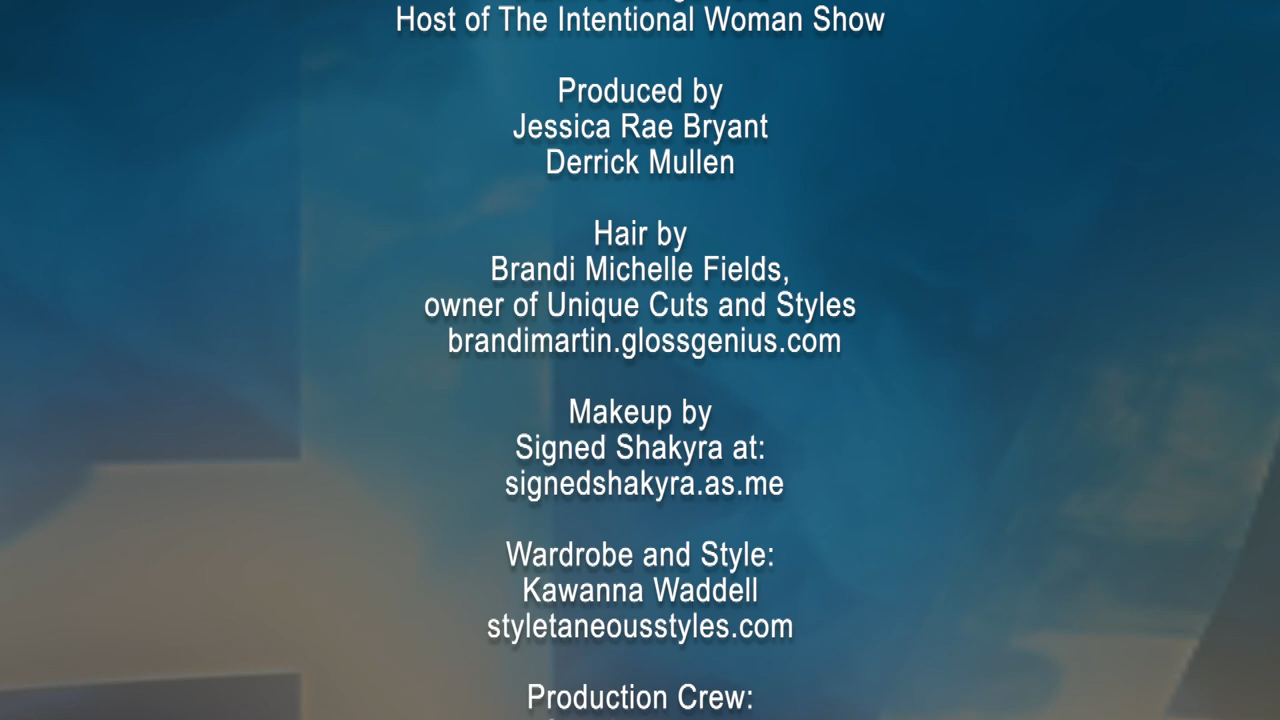 Host of The Intentional Woman Show
Produced by
Jessica Rae Bryant
Derrick Mullen
Hair by
Brandi Michelle Fields,
owner of Unique Cuts and Styles
brandimartin.glossgenius.com
Makeup by
Signed Shakyra at:
signedshakyra.as.me
Wardrobe and Style:
Kawanna Waddell
styletaneousstyles.com
Production Crew: